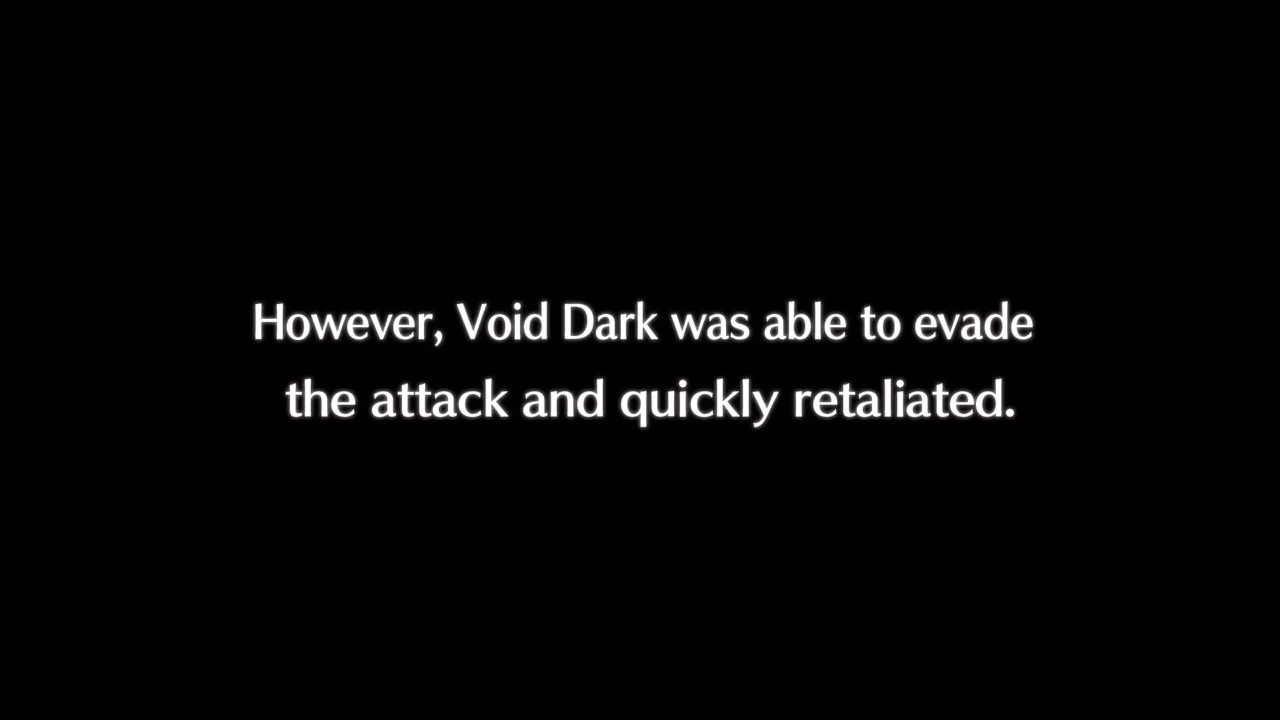 However, Void Dark was able to evade
the attack and quickly retaliated.